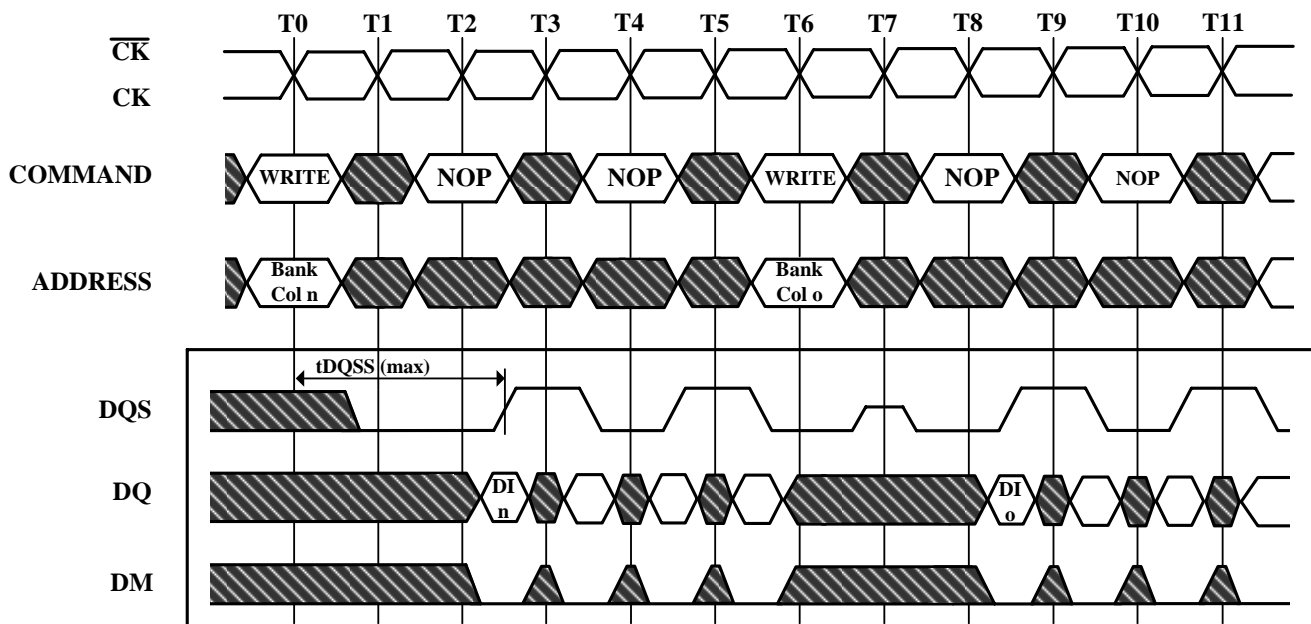 T0 T1 T2 T3 T4 T5 T6 T7 T8 T9 T10 T11
CK
CK
COMMAND WRITE NOP NOP WRITE NOP NOP
ADDRESS Bank Col n Bank Col o
tDQSS (max)
DQS
DQ DI n DI o
DM